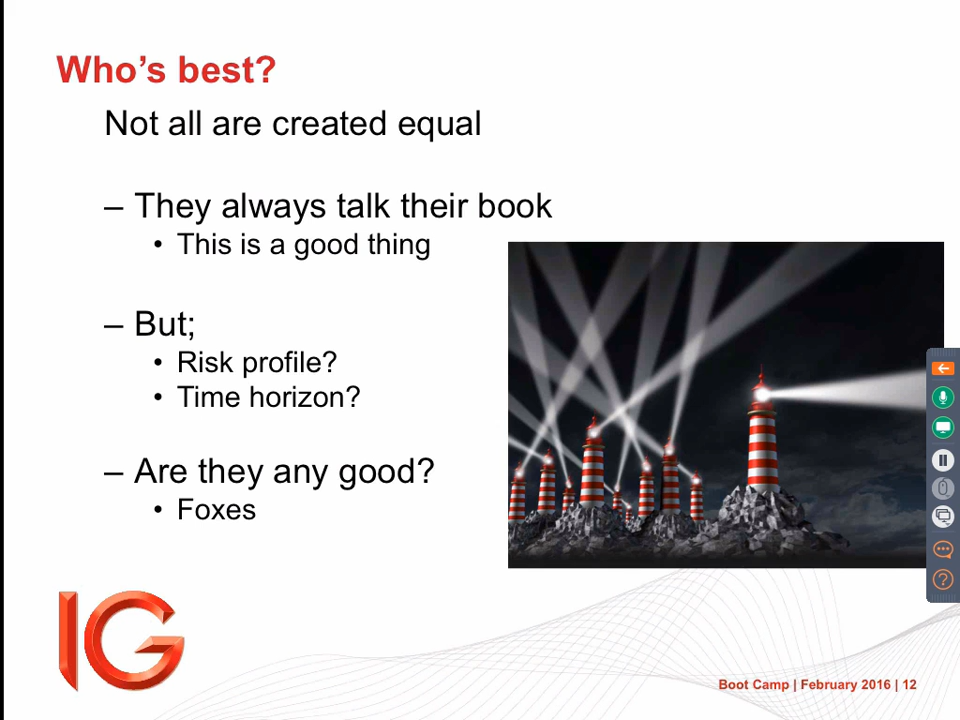 Who's best?
Not all are created equal
– They always talk their book
• This is a good thing
– But;
• Risk profile?
• Time horizon?
– Are they any good?
• Foxes
IG
Boot Camp | February 2016 | 12